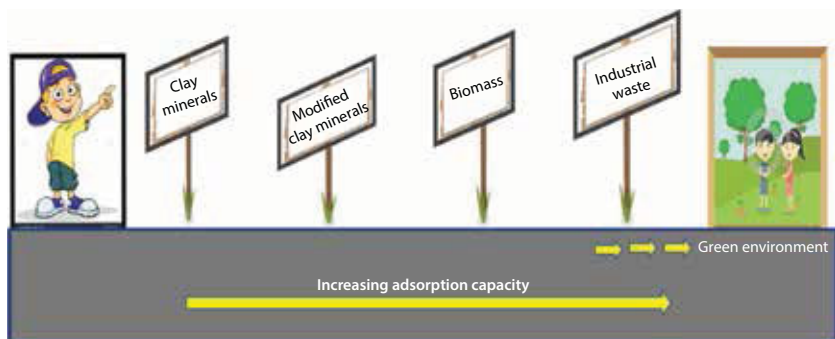 Clay
minerals
Modified
clay minerals
Biomass
Industrial
waste
Green environment
Increasing adsorption capacity